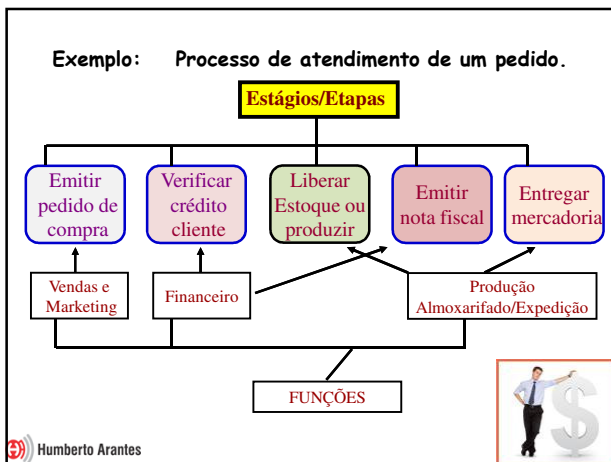 Exemplo: Processo de atendimento de um pedido.
Estágios/Etapas
Emitir
pedido de
compra
Verificar
crédito
cliente
Liberar
Estoque ou
produzir
Emitir
nota fiscal
Entregar
mercadoria
Vendas e
Marketing
Financeiro
Produção
Almoxarifado/Expedição
FUNÇÕES
Humberto Arantes